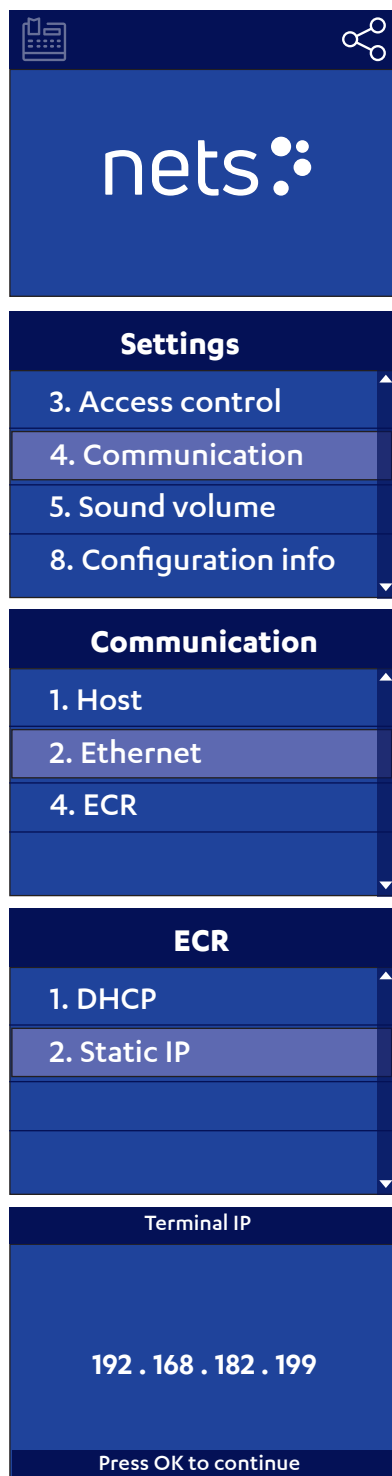 nets
Settings
3. Access control
4. Communication
5. Sound volume
8. Configuration info
Communication
1. Host
2. Ethernet
4. ECR
ECR
1. DHCP
2. Static IP
Terminal IP
192 . 168 . 182 . 199
Press OK to continue